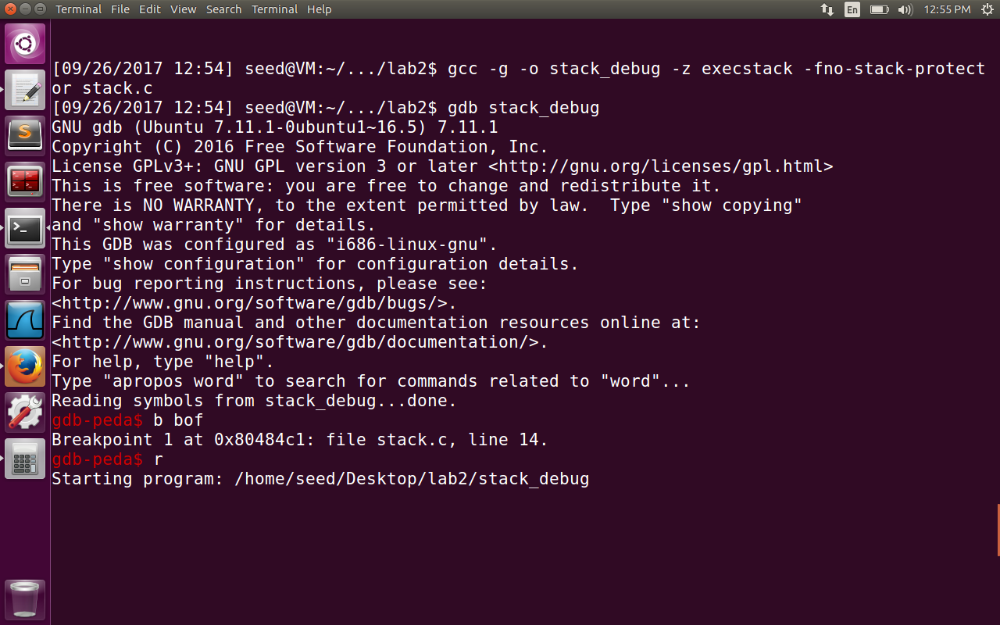 Terminal File Edit View Search Terminal Help En 12:55 PM
[09/26/2017 12:54] seed@VM:~/.../lab2$ gcc -g -o stack_debug -z execstack -fno-stack-protect
or stack.c
[09/26/2017 12:54] seed@VM:~/.../lab2$ gdb stack_debug
GNU gdb (Ubuntu 7.11.1-0ubuntu1~16.5) 7.11.1
Copyright (C) 2016 Free Software Foundation, Inc.
License GPLv3+: GNU GPL version 3 or later <http://gnu.org/licenses/gpl.html>
This is free software: you are free to change and redistribute it.
There is NO WARRANTY, to the extent permitted by law.  Type "show copying"
and "show warranty" for details.
This GDB was configured as "i686-linux-gnu".
Type "show configuration" for configuration details.
For bug reporting instructions, please see:
<http://www.gnu.org/software/gdb/bugs/>.
Find the GDB manual and other documentation resources online at:
<http://www.gnu.org/software/gdb/documentation/>.
For help, type "help".
Type "apropos word" to search for commands related to "word"...
Reading symbols from stack_debug...done.
gdb-peda$ b bof
Breakpoint 1 at 0x80484c1: file stack.c, line 14.
gdb-peda$ r
Starting program: /home/seed/Desktop/lab2/stack_debug